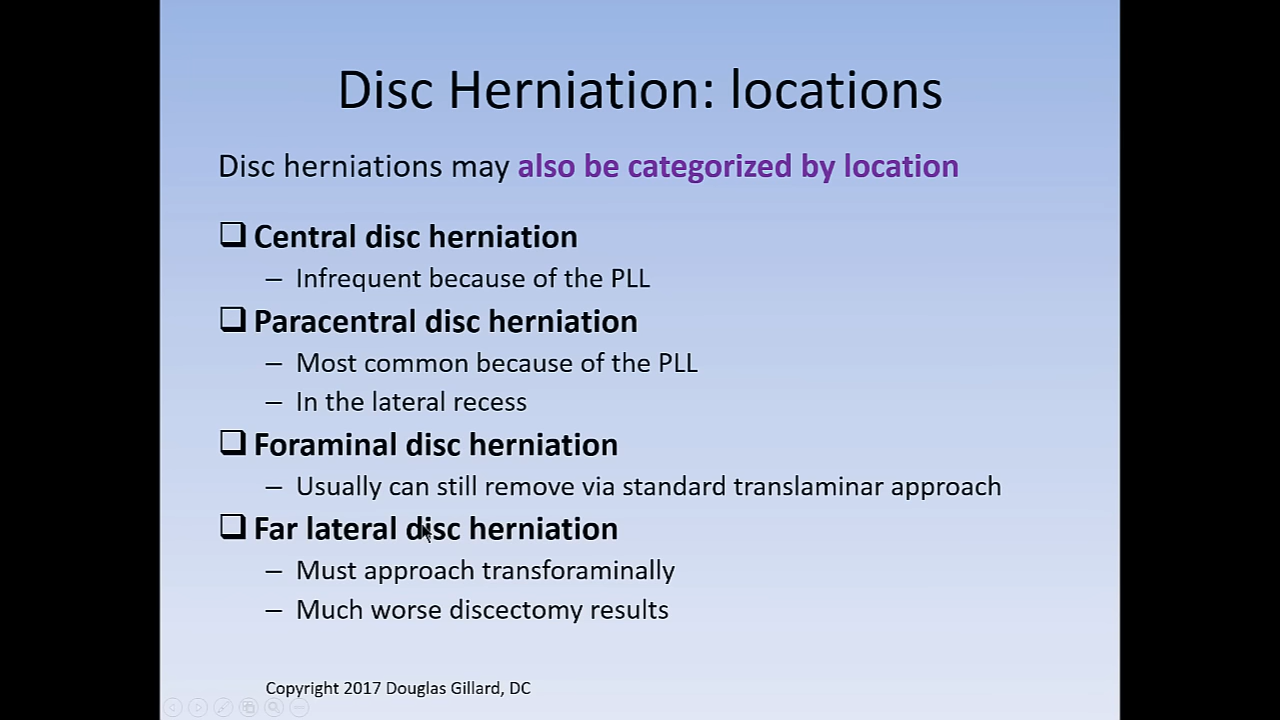 Disc Herniation: locations
Disc herniations may also be categorized by location
❑ Central disc herniation
– Infrequent because of the PLL
❑ Paracentral disc herniation
– Most common because of the PLL
– In the lateral recess
❑ Foraminal disc herniation
– Usually can still remove via standard translaminar approach
❑ Far lateral disc herniation
– Must approach transforaminally
– Much worse discectomy results
Copyright 2017 Douglas Gillard, DC